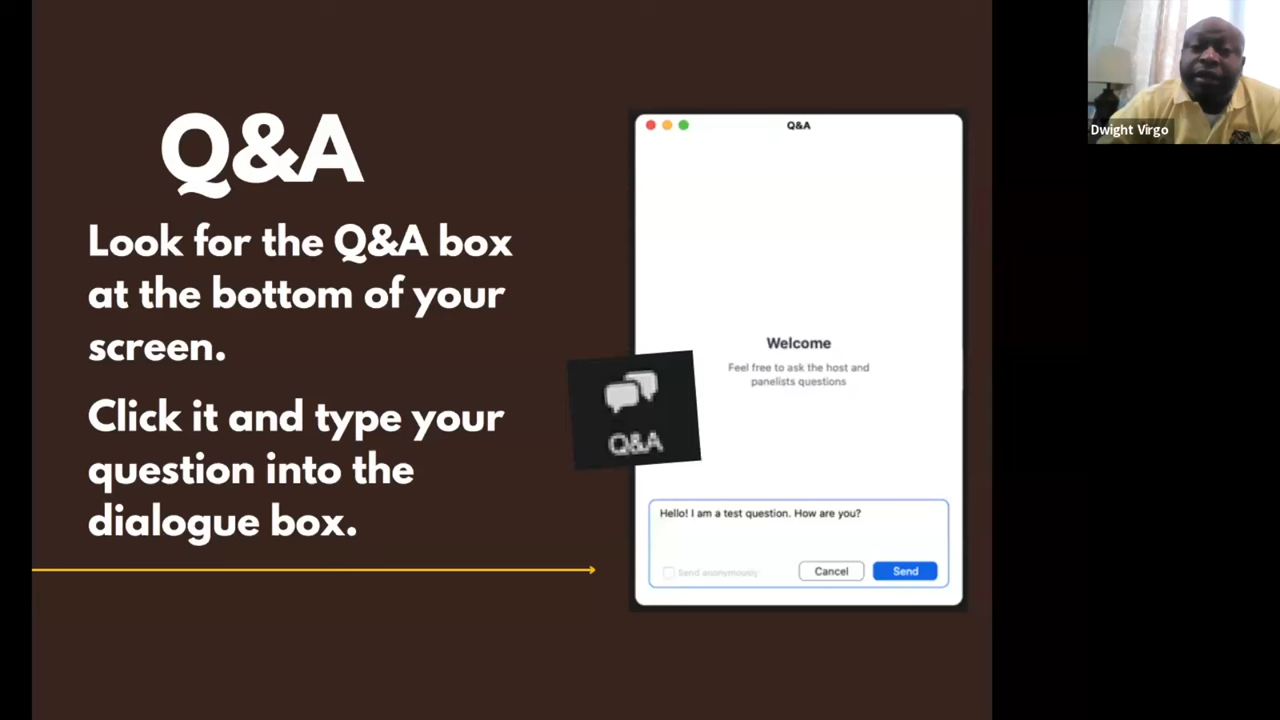 Q&A
Look for the Q&A box
at the bottom of your
screen.
Click it and type your
question into the
dialogue box.
Q&A
Q&A
Welcome
Feel free to ask the host and
panelists questions
Hello! I am a test question. How are you?
Send anonymously
Cancel
Send
Dwight Virgo